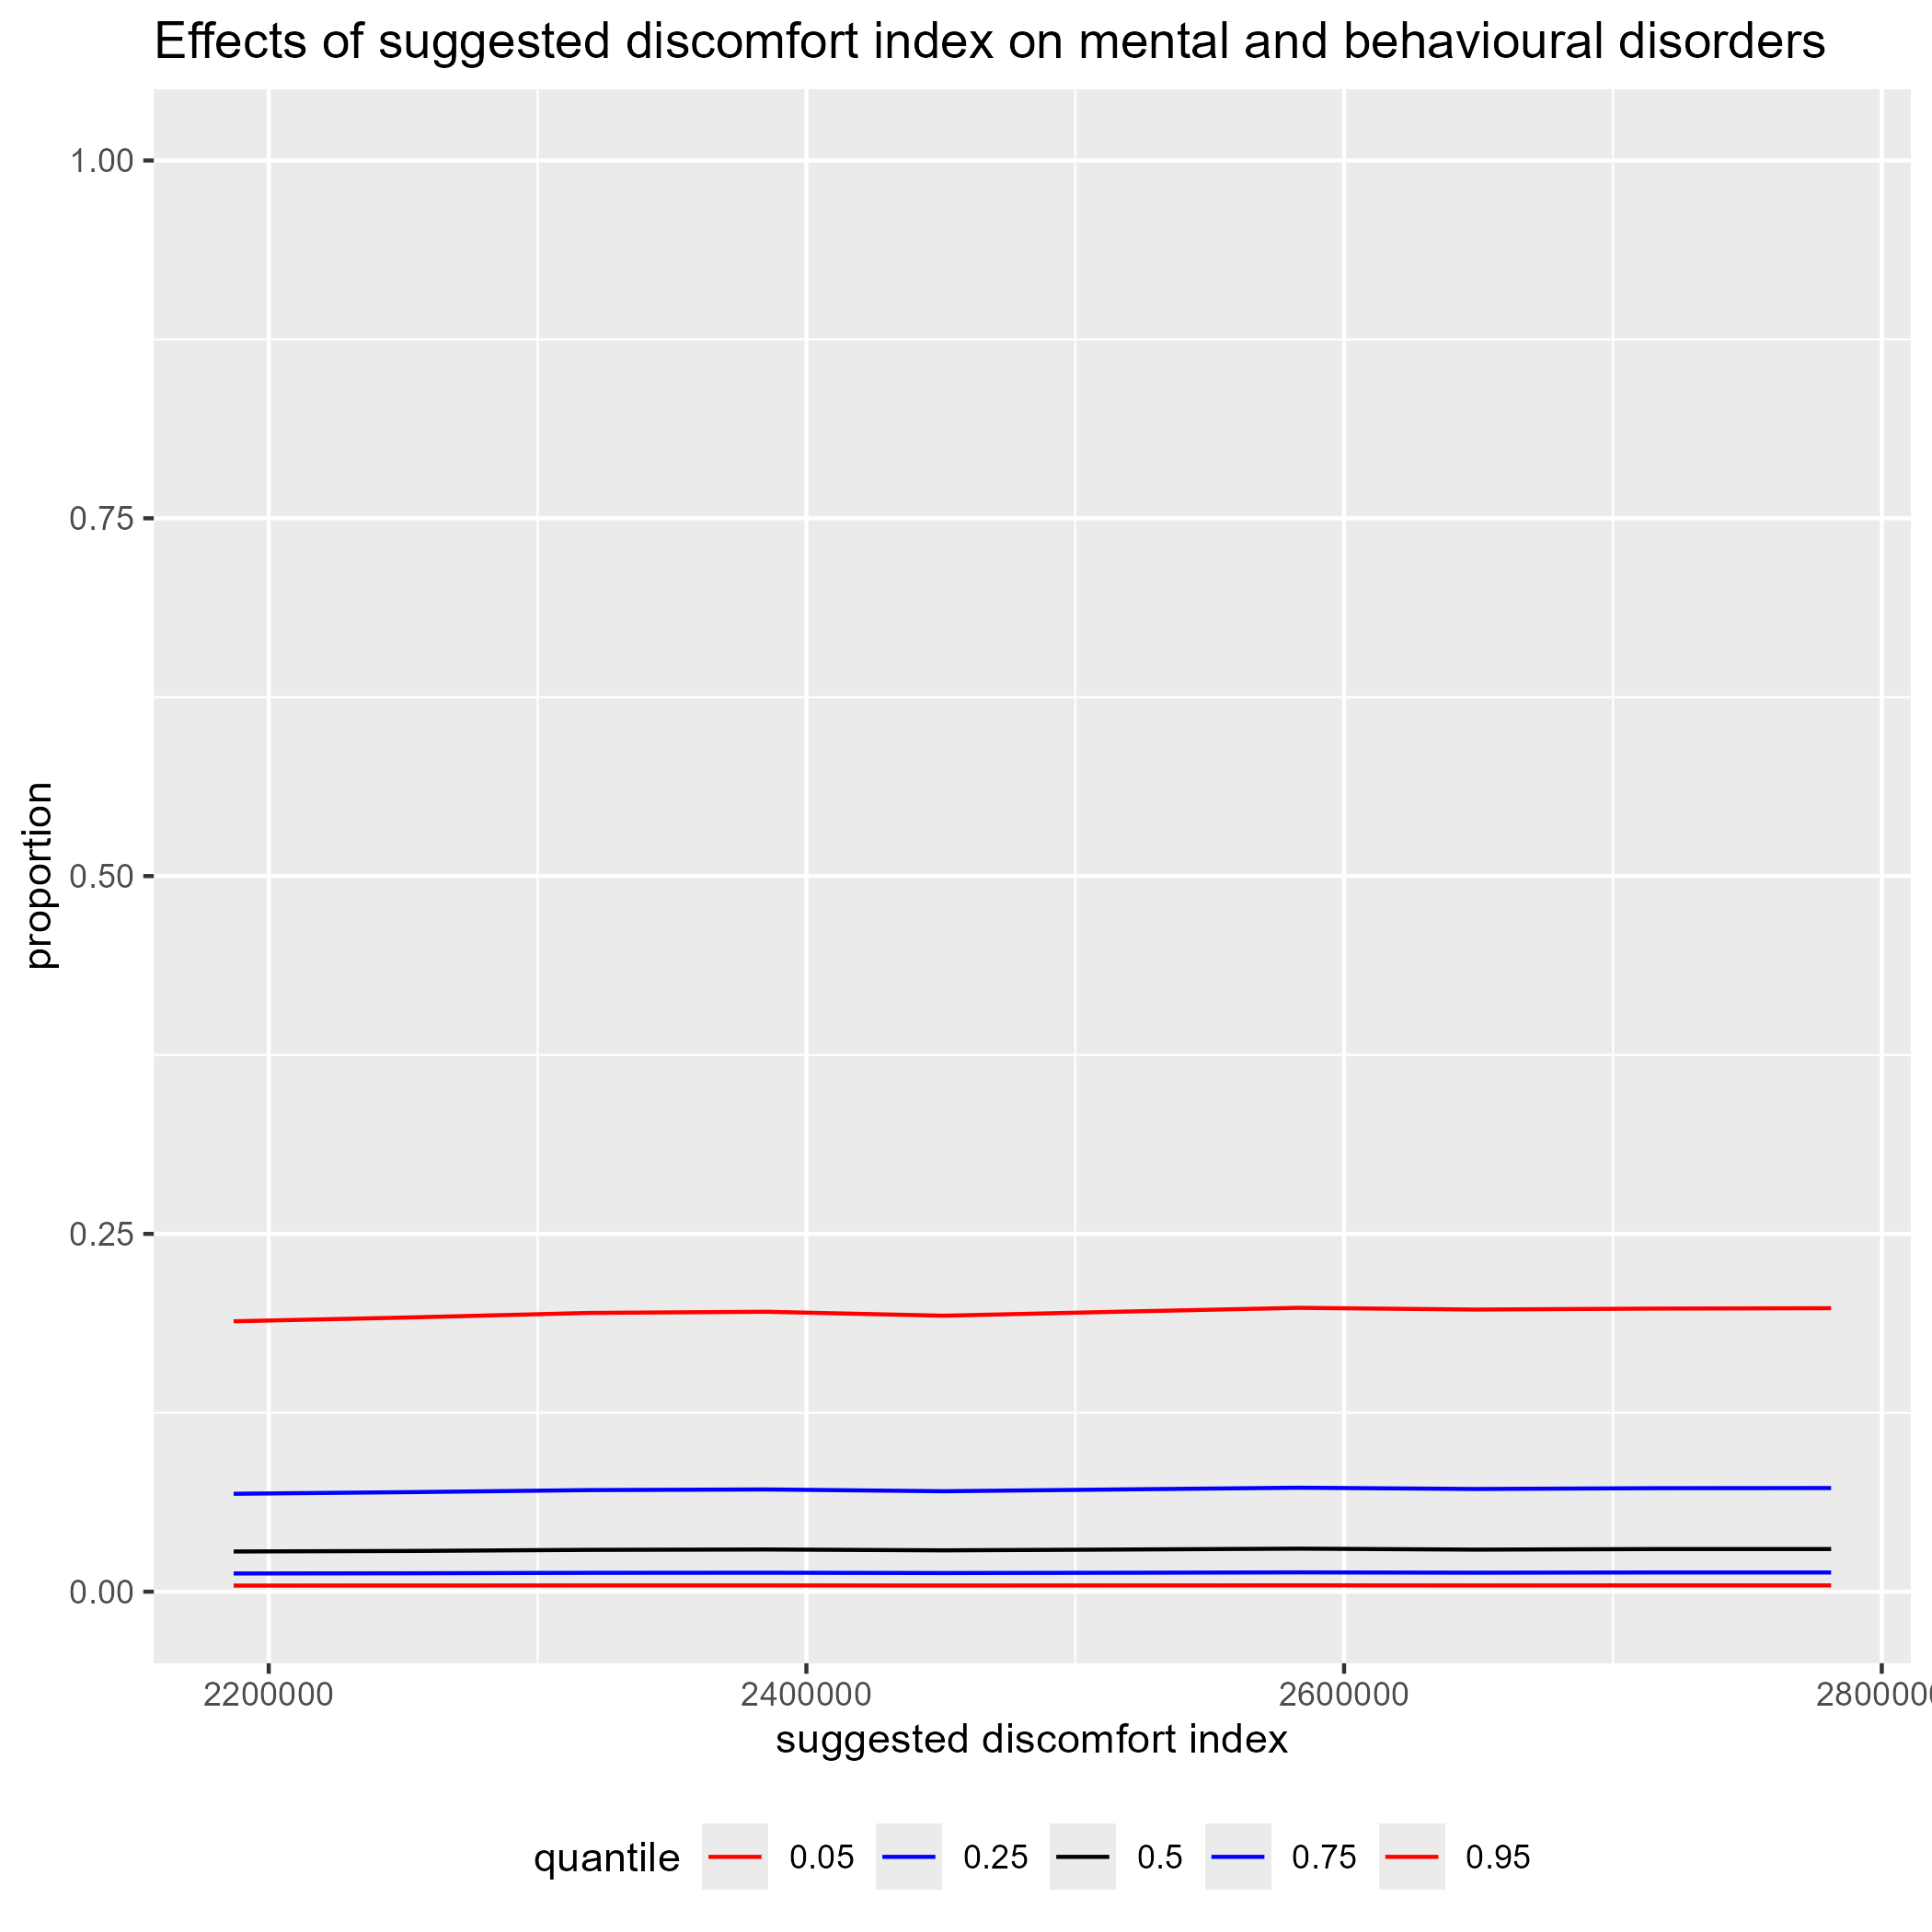 Effects of suggested discomfort index on mental and behavioural disorders
1.00
0.75
0.50
0.25
0.00
proportion
2200000 2400000 2600000 280000
suggested discomfort index
quantile 0.05 0.25 0.5 0.75 0.95